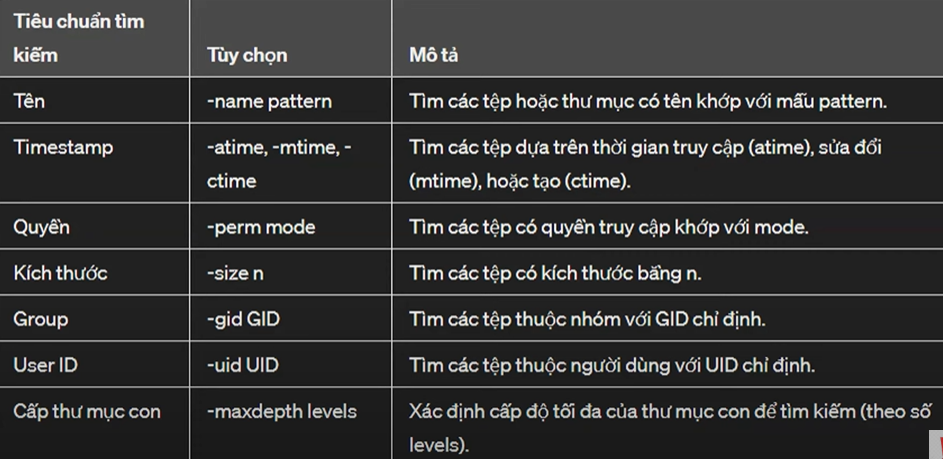 Tiêu chuẩn tìm
kiếm
Tùy chọn
Mô tả
Tên
-name pattern
Tìm các tệp hoặc thư mục có tên khớp với mẫu pattern.
Timestamp
-atime, -mtime, -
ctime
Tìm các tệp dựa trên thời gian truy cập (atime), sửa đổi
(mtime), hoặc tạo (ctime).
Quyền
-perm mode
Tìm các tệp có quyền truy cập khớp với mode.
Kích thước
-size n
Tìm các tệp có kích thước bằng n.
Group
-gid GID
Tìm các tệp thuộc nhóm với GID chỉ định.
User ID
-uid UID
Tìm các tệp thuộc người dùng với UID chỉ định.
Cấp thư mục con
-maxdepth levels
Xác định cấp độ tối đa của thư mục con để tìm kiếm (theo số
levels).